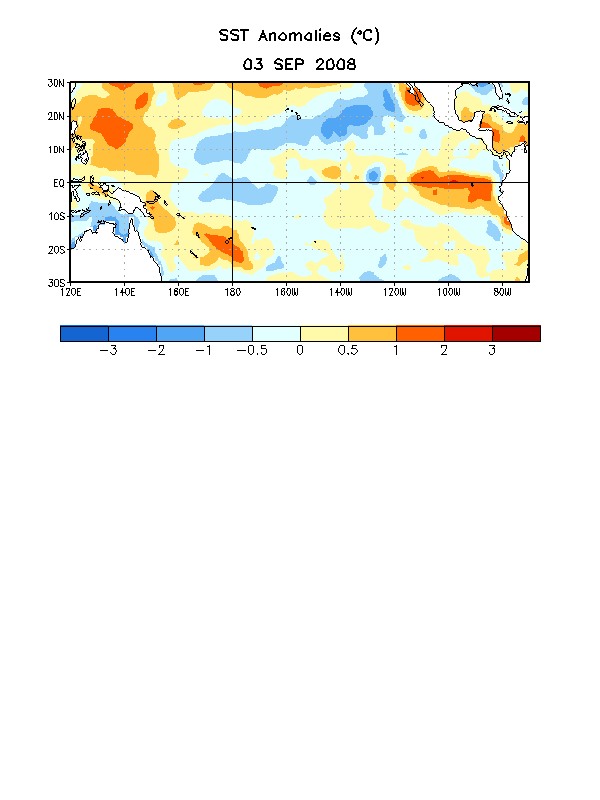 SST Anomalies (°C)
03 SEP 2008
30N
20N
10N
EQ
10S
20S
30S
120E 140E 160E 180 160W 140W 120W 100W 80W
-3 -2 -1 -0.5 0 0.5 1 2 3